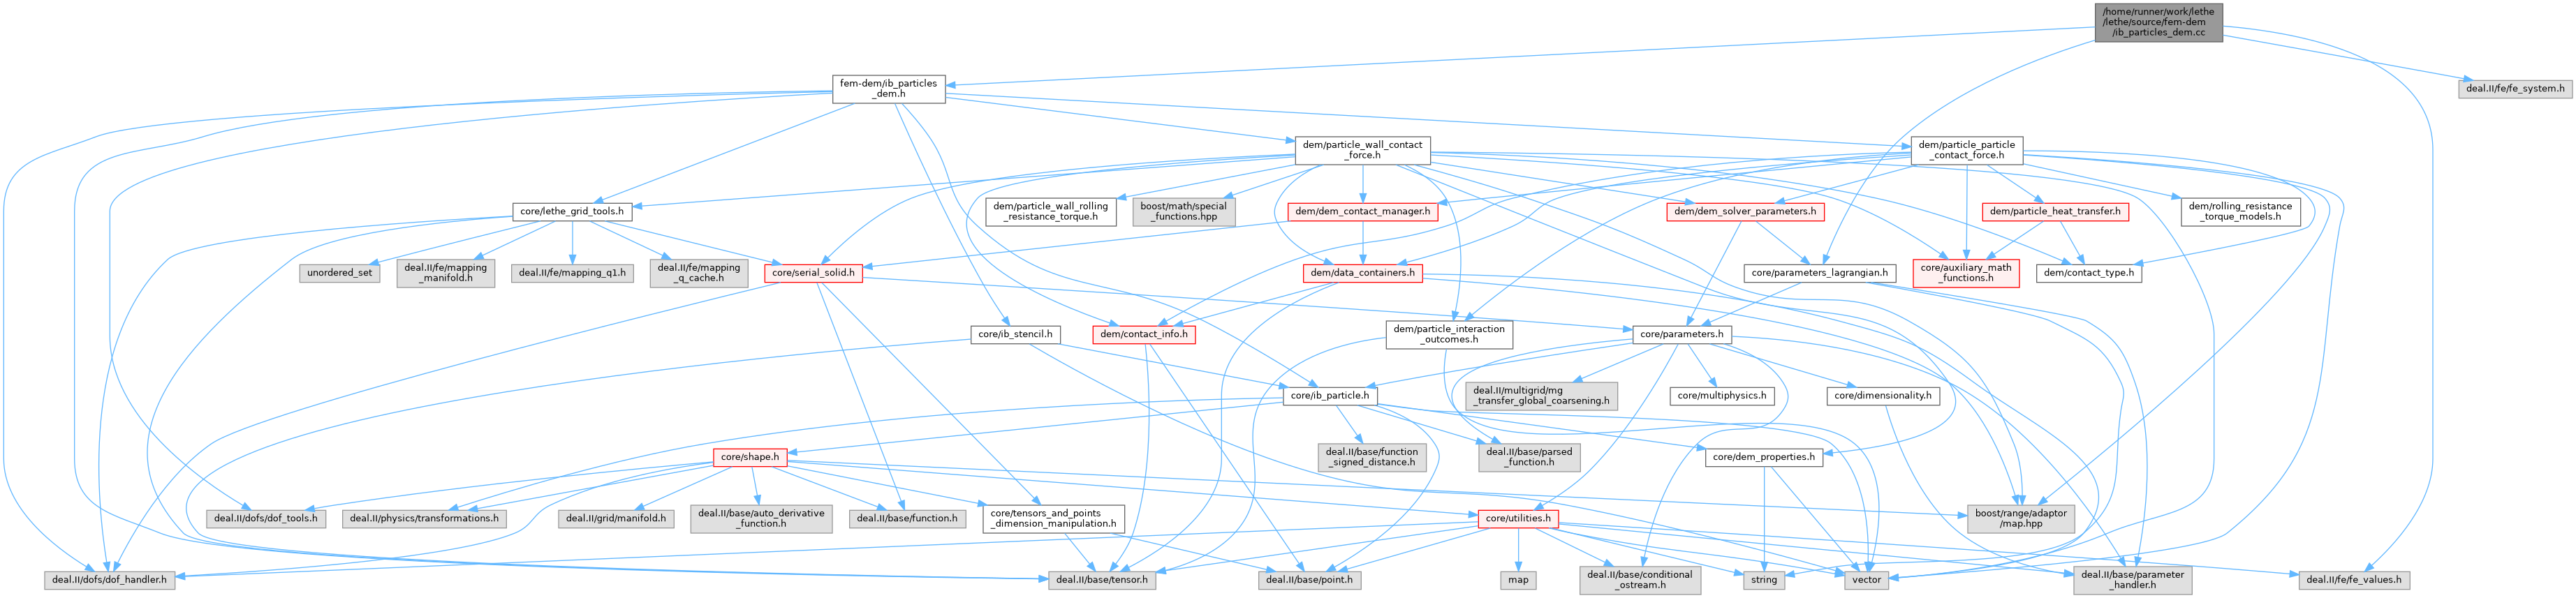 /home/runner/work/lethe
/lethe/source/fem-dem
/ib_particles_dem.cc
fem-dem/ib_particles
_dem.h
deal.II/fe/fe_system.h
dem/particle_wall_contact
_force.h
dem/particle_particle
_contact_force.h
core/lethe_grid_tools.h
dem/particle_wall_rolling
_resistance_torque.h
boost/math/special
_functions.hpp
dem/dem_contact_manager.h
dem/dem_solver_parameters.h
dem/particle_heat_transfer.h
dem/rolling_resistance
_torque_models.h
unordered_set
deal.II/fe/mapping
_manifold.h
deal.II/fe/mapping_q1.h
deal.II/fe/mapping
_q_cache.h
core/serial_solid.h
dem/data_containers.h
core/parameters_lagrangian.h
core/auxiliary_math
_functions.h
dem/contact_type.h
core/ib_stencil.h
dem/contact_info.h
dem/particle_interaction
_outcomes.h
core/parameters.h
core/ib_particle.h
deal.II/multigrid/mg
_transfer_global_coarsening.h
core/multiphysics.h
core/dimensionality.h
core/shape.h
deal.II/base/function
_signed_distance.h
deal.II/base/parsed
_function.h
core/dem_properties.h
deal.II/dofs/dof_tools.h
deal.II/physics/transformations.h
deal.II/grid/manifold.h
deal.II/base/auto_derivative
_function.h
deal.II/base/function.h
core/tensors_and_points
_dimension_manipulation.h
core/utilities.h
boost/range/adaptor
/map.hpp
deal.II/dofs/dof_handler.h
deal.II/base/tensor.h
deal.II/base/point.h
map
deal.II/base/conditional
_ostream.h
string
vector
deal.II/base/parameter
_handler.h
deal.II/fe/fe_values.h